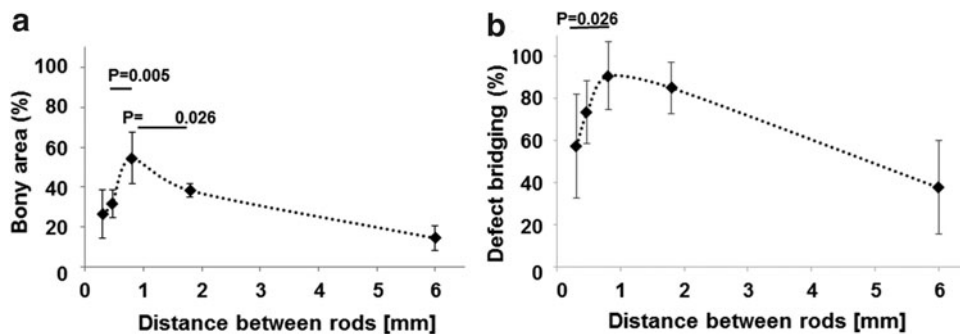 a
P=0.005
P= 0.026
Bony area (%)
100
80
60
40
20
0
0 1 2 3 4 5 6
Distance between rods [mm]
b
P=0.026
Defect bridging (%)
100
80
60
40
20
0
0 1 2 3 4 5 6
Distance between rods [mm]